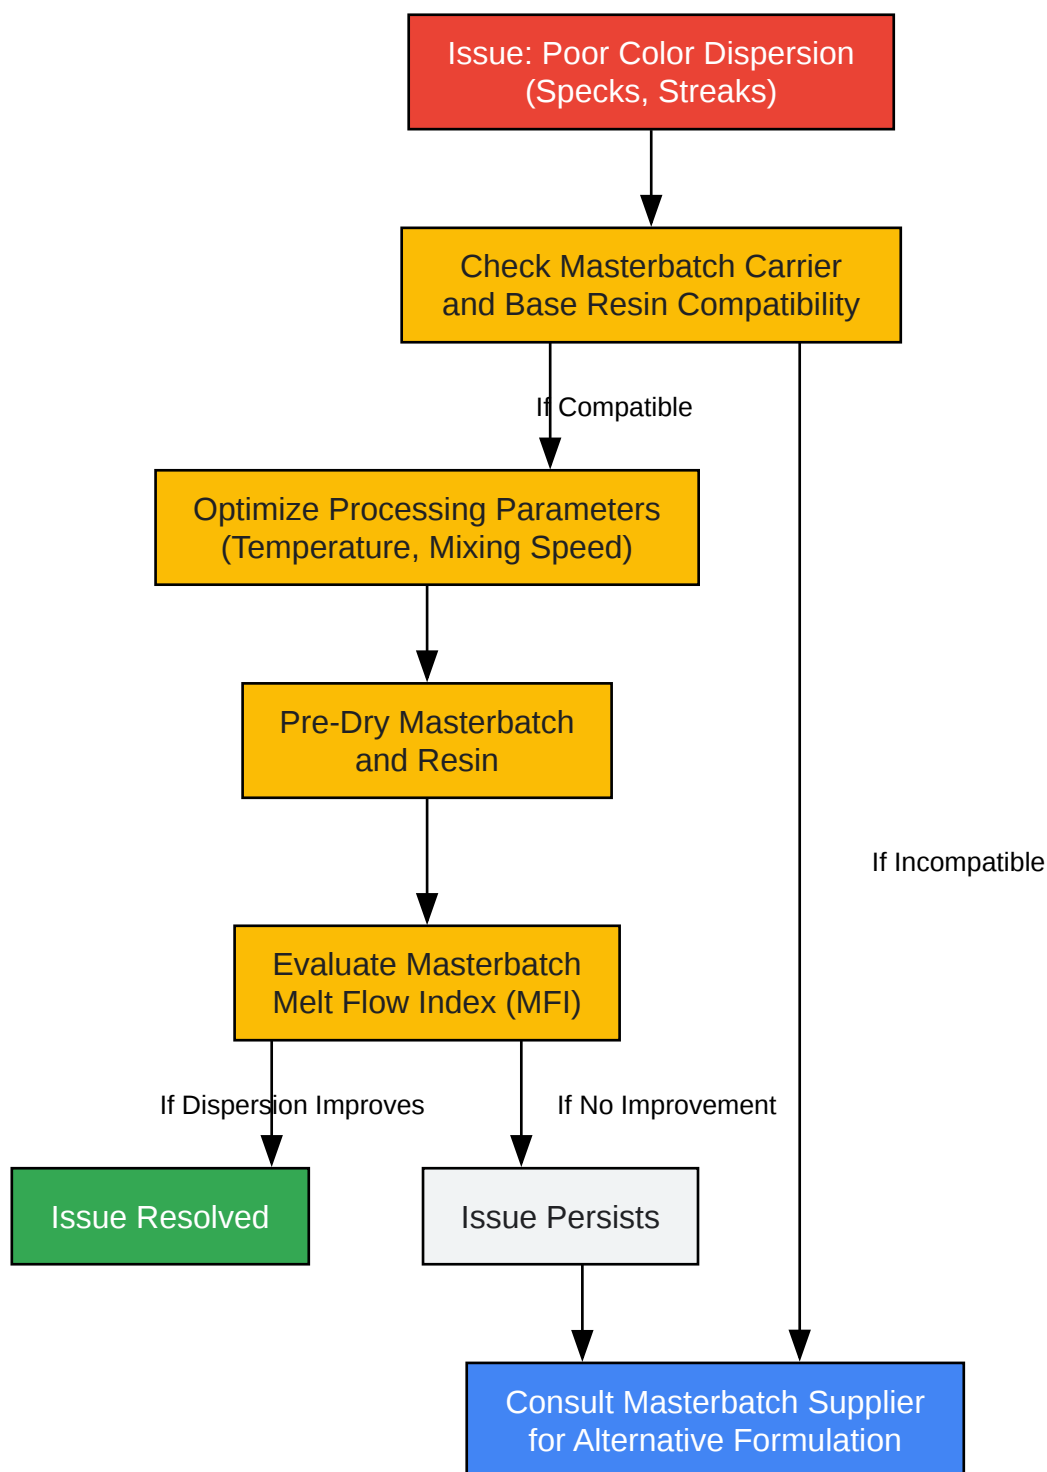 Issue: Poor Color Dispersion
(Specks, Streaks)
Check Masterbatch Carrier
and Base Resin Compatibility
If Compatible
Optimize Processing Parameters
(Temperature, Mixing Speed)
Pre-Dry Masterbatch
and Resin
If Incompatible
Evaluate Masterbatch
Melt Flow Index (MFI)
If Dispersion Improves
If No Improvement
Issue Resolved
Issue Persists
Consult Masterbatch Supplier
for Alternative Formulation